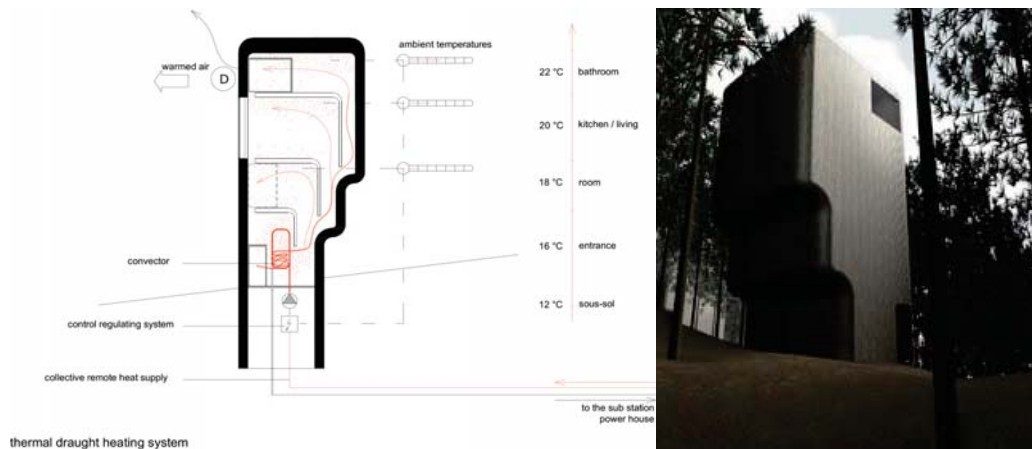 ambient temperatures
warmed air
D
22 °C bathroom
20 °C kitchen / living
18 °C room
16 °C entrance
convector
12 °C sous-sol
control regulating system
collective remote heat supply
to the sub station
power house
thermal draught heating system